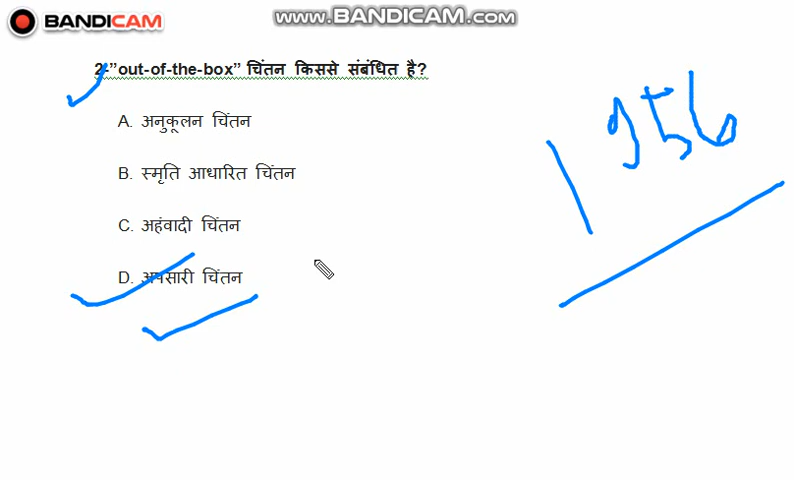 BANDICAM
www.BANDICAM.com
2-"out-of-the-box" चिंतन किससे संबंधित है?
A. अनुकूलन चिंतन
B. स्मृति आधारित चिंतन
C. अहंवादी चिंतन
D. अपसारी चिंतन
1956